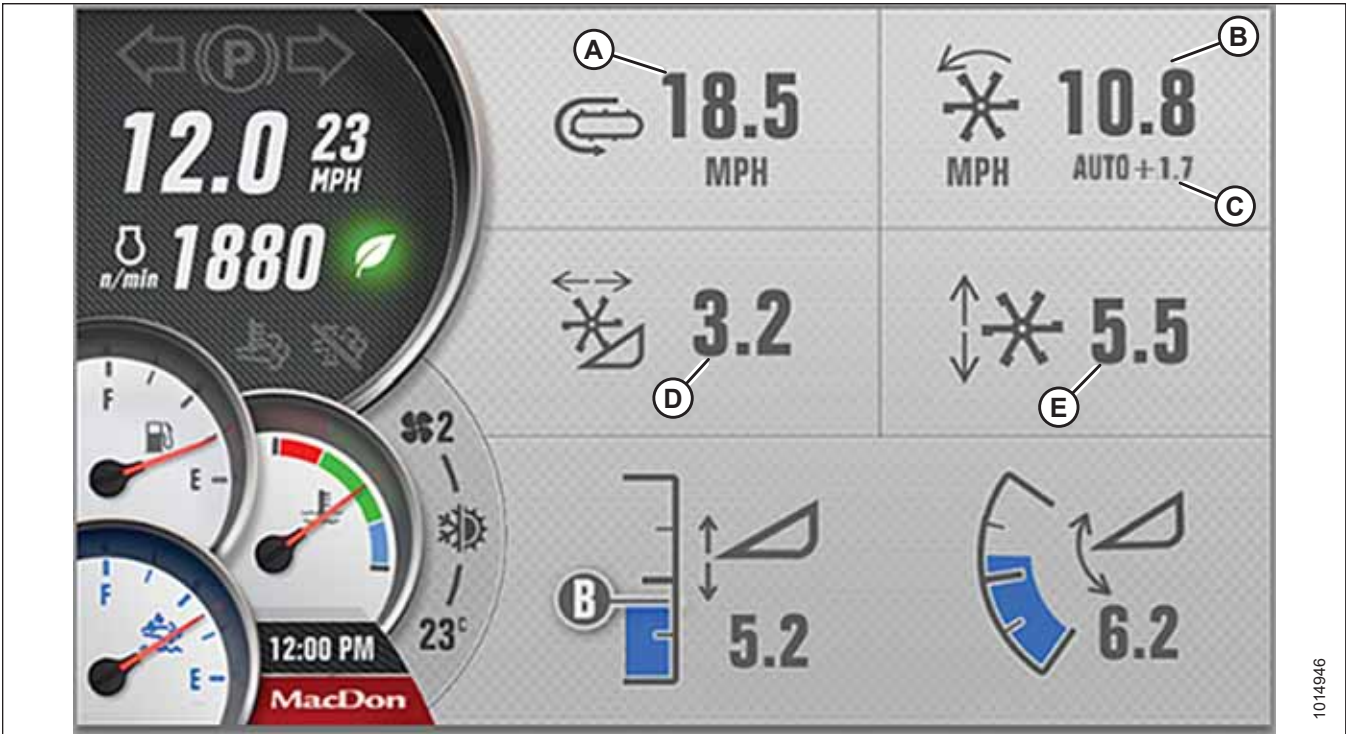 P
12.0 23 MPH
n/min 1880
F
E
F
E
2
23°
12:00 PM
MacDon
A
18.5
MPH
B
10.8
MPH AUTO +1.7
C
3.2
D
5.5
E
B
5.2
6.2
1014946